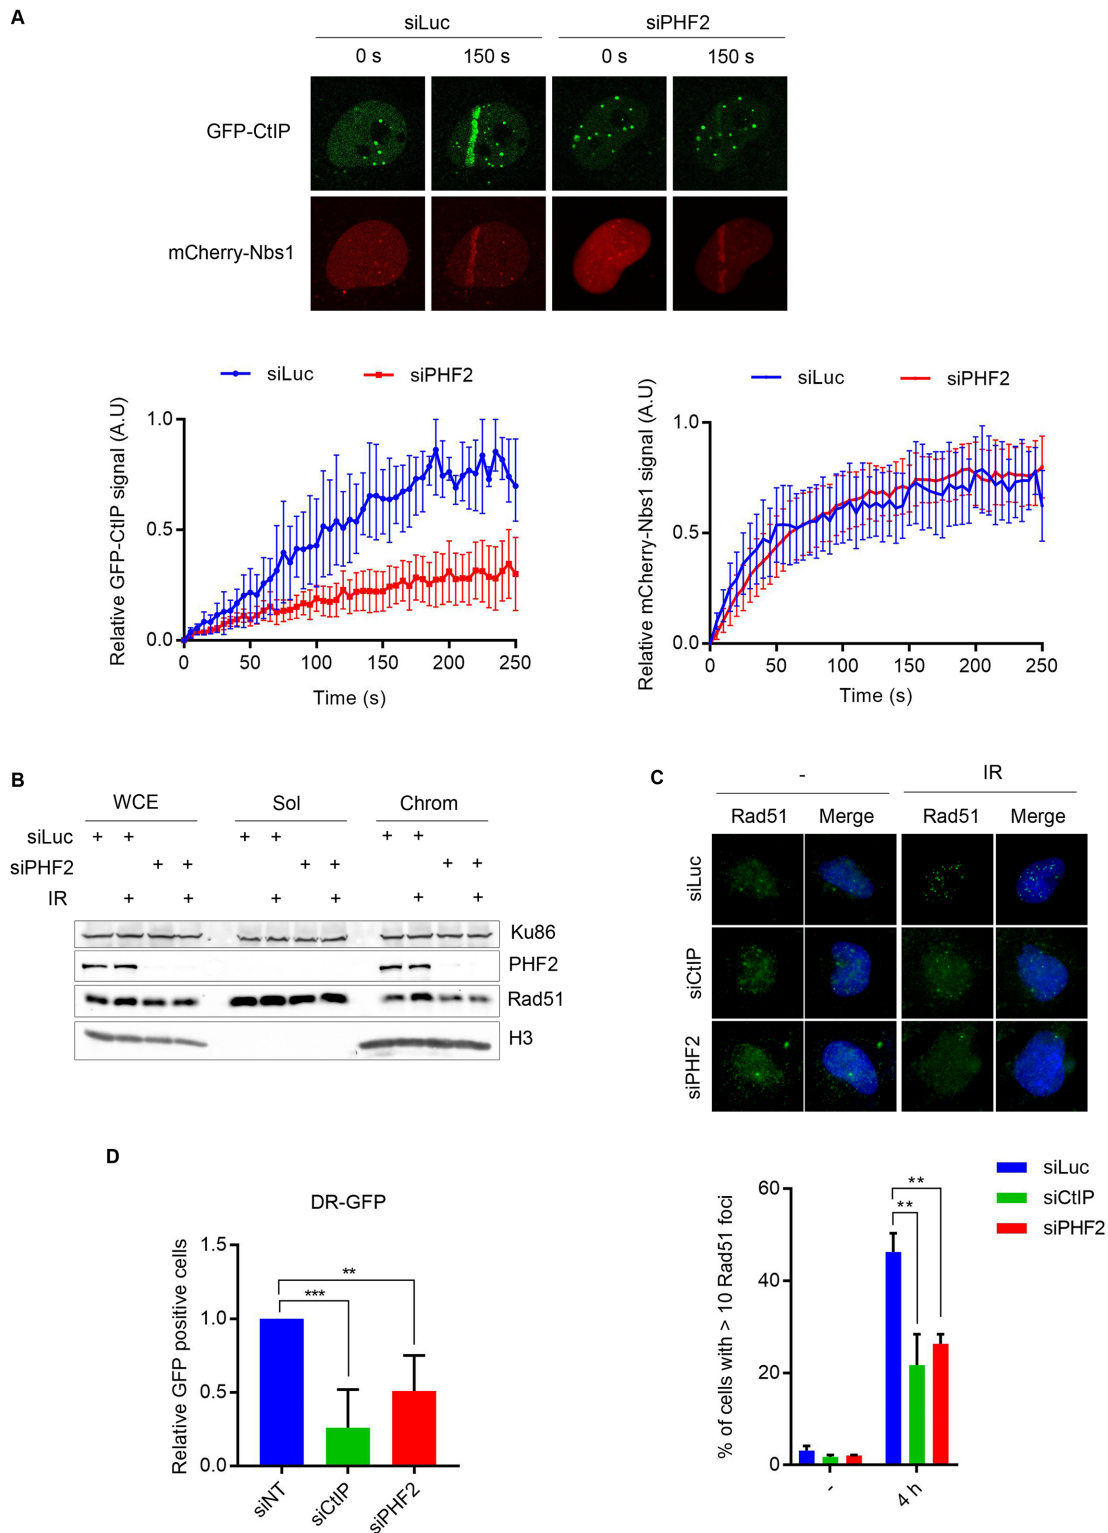 A
siLuc siPHF2
0 s 150 s 0 s 150 s
GFP-CtIP
mCherry-Nbs1
siLuc siPHF2
Relative GFP-CtIP signal (A.U)
1.0
0.5
0.0
0 50 100 150 200 250
Time (s)
siLuc siPHF2
Relative mCherry-Nbs1 signal (A.U)
1.0
0.5
0.0
0 50 100 150 200 250
Time (s)
B
WCE Sol Chrom
siLuc + + + + + +
siPHF2 + + + + + +
IR + + + + + +
Ku86
PHF2
Rad51
H3
C
- IR
Rad51 Merge Rad51 Merge
siLuc
siCtIP
siPHF2
siLuc
siCtIP
siPHF2
% of cells with > 10 Rad51 foci
60
40
20
0
**
**
- 4 h
D
DR-GFP
Relative GFP positive cells
1.5
1.0
0.5
0.0
**
***
siNT siCtIP siPHF2